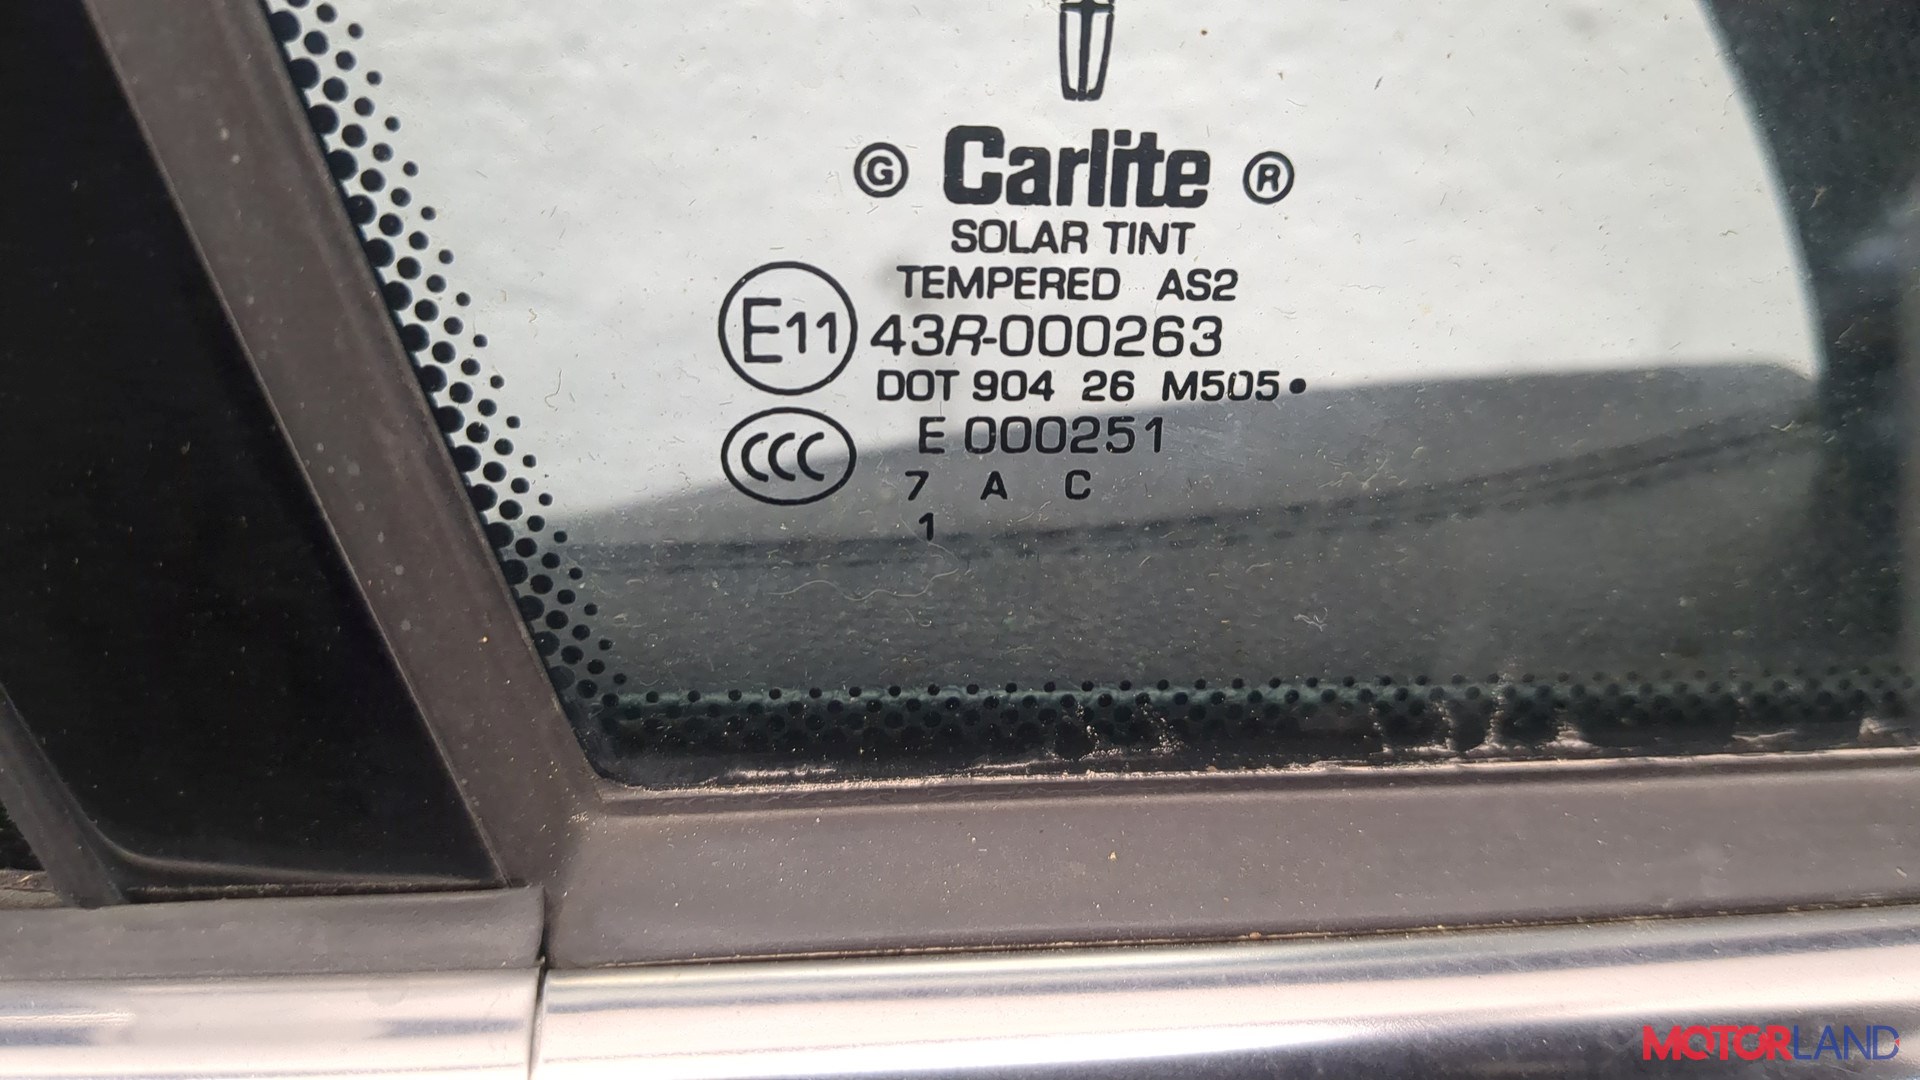 G Carlite ®
SOLAR TINT
TEMPERED AS2
E11 43R-000263
DOT 904 26 M505•
CCC E 000251
7 A C
1
MOTORLAND